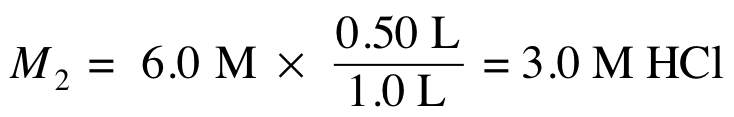 M₂ = 6.0 M × 0.50 L / 1.0 L = 3.0 M HCl